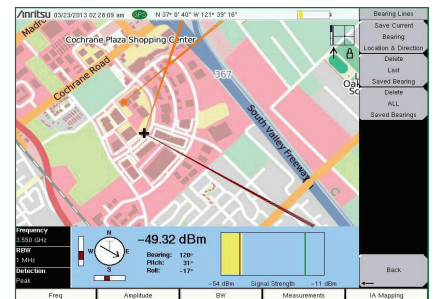 Anritsu 03/23/2013 02:28:09 am GPS N 37° 8' 40" W 121° 39' 16"
Bearing Lines
Save Current
Bearing
Location & Direction
Delete
Last
Saved Bearing
Delete
ALL
Saved Bearings
Back
Cochrane Plaza Shopping Center
Cochrane Road
367
South Valley Freeway
Frequency
3.550 GHz
RBW
1 MHz
Detection
Peak
N
W
E
S
-49.32 dBm
Bearing: 120°
Pitch: 31°
Roll: -17°
-54 dBm Signal Strength -11 dBm
Freq Amplitude BW Measurements IA Mapping